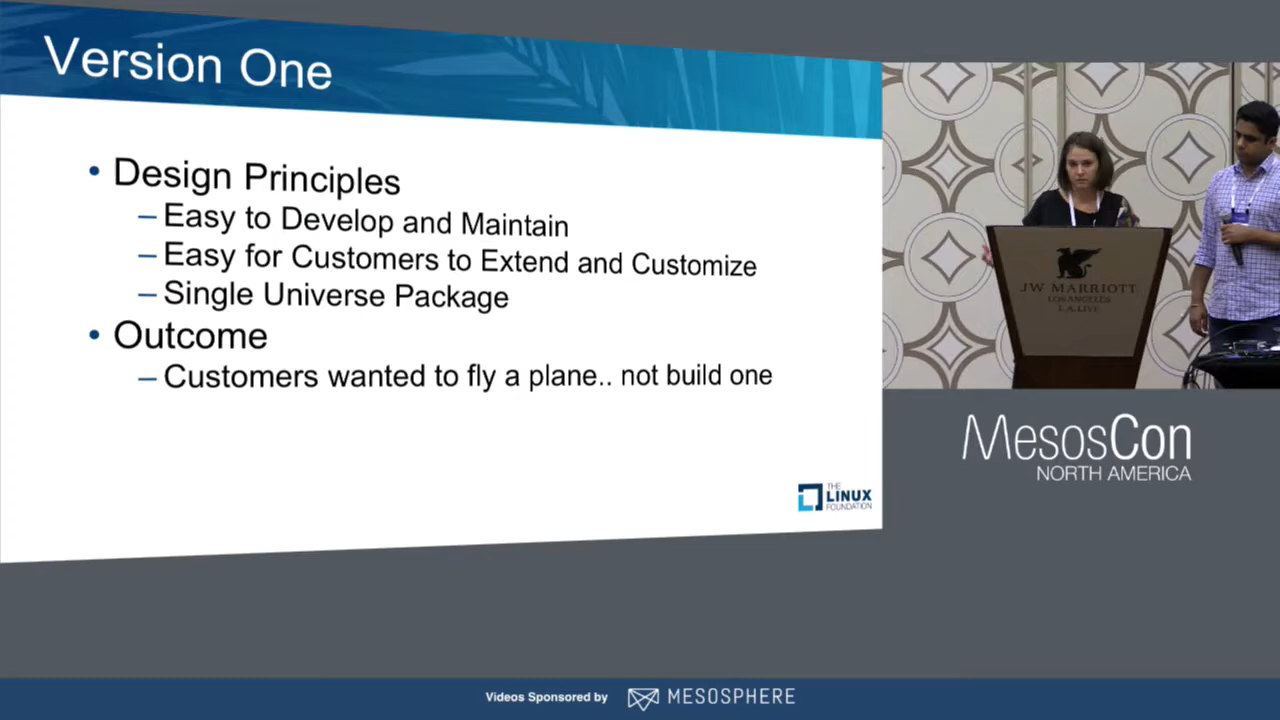 Version One
• Design Principles
– Easy to Develop and Maintain
– Easy for Customers to Extend and Customize
– Single Universe Package
• Outcome
– Customers wanted to fly a plane.. not build one
THE
LINUX
FOUNDATION
JW MARRIOTT
LOS ANGELES
L.A. LIVE
MesosCon
NORTH AMERICA
Videos Sponsored by MESOSPHERE